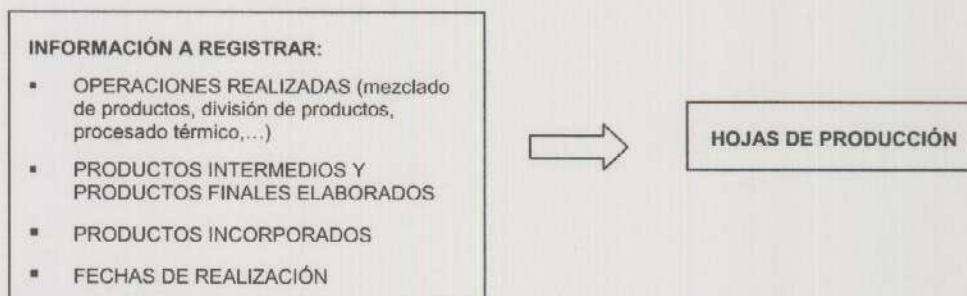 INFORMACIÓN A REGISTRAR:
▪ OPERACIONES REALIZADAS (mezclado
de productos, división de productos,
procesado térmico,...)
▪ PRODUCTOS INTERMEDIOS Y
PRODUCTOS FINALES ELABORADOS
▪ PRODUCTOS INCORPORADOS
▪ FECHAS DE REALIZACIÓN
HOJAS DE PRODUCCIÓN